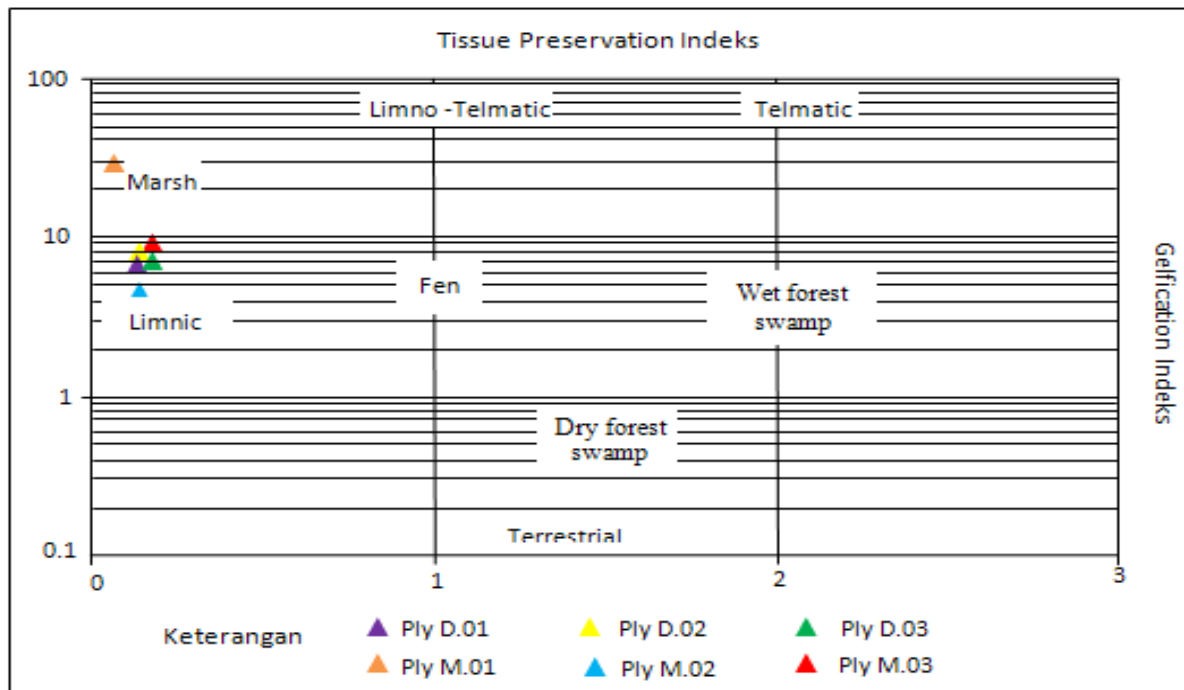 Tissue Preservation Indeks
100
Limno -Telmatic
Telmatic
Marsh
10
Fen
Wet forest
swamp
Limnic
Gelfication Indeks
1
Dry forest
swamp
Terrestrial
0.1
0
1
2
3
Keterangan
Ply D.01
Ply D.02
Ply D.03
Ply M.01
Ply M.02
Ply M.03